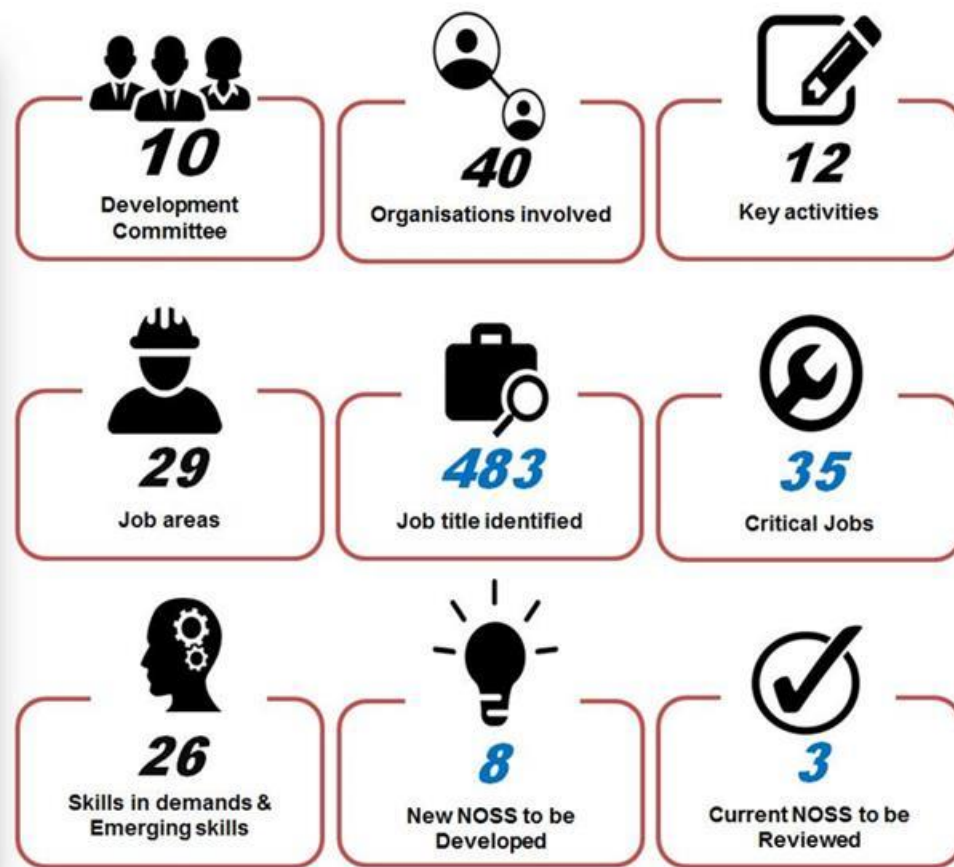 10
Development
Committee
40
Organisations involved
12
Key activities
29
Job areas
483
Job title identified
35
Critical Jobs
26
Skills in demands &
Emerging skills
8
New NOSS to be
Developed
3
Current NOSS to be
Reviewed